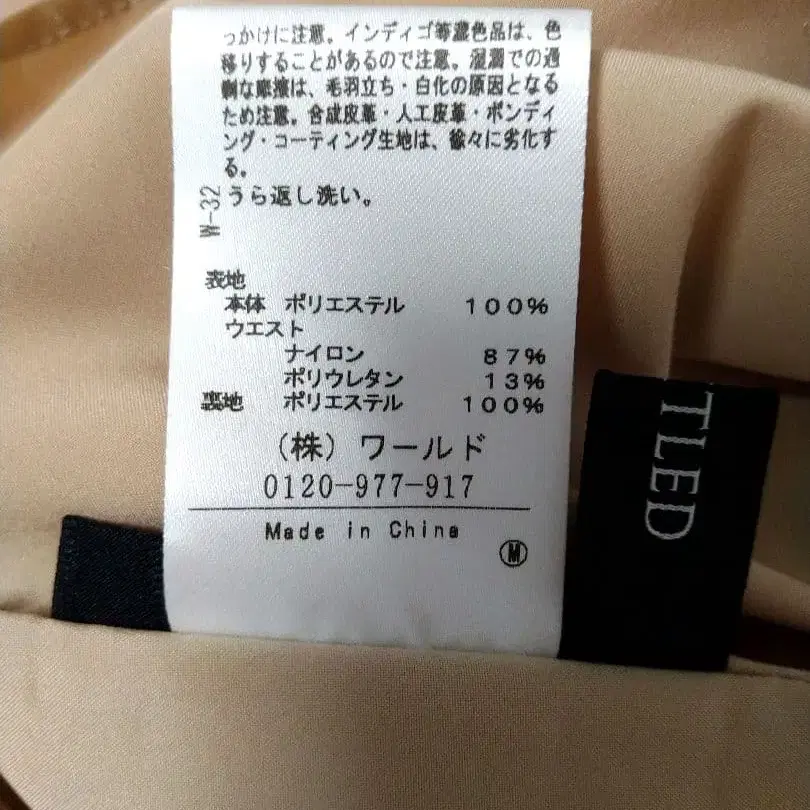 っかけに注意。インディゴ等濃色品は、色
移りすることがあるので注意。湿潤での過
剰な摩擦は、毛羽立ち・白化の原因となる
ため注意。合成皮革・人工皮革・ボンディ
ング・コーティング生地は、徐々に劣化す
る。
うら返し洗い。
W-32
表地
本体 ポリエステル 100%
ウエスト
ナイロン 87%
ポリウレタン 13%
裏地 ポリエステル 100%
(株)ワールド
0120-977-917
Made in China
Ⓜ
TLED